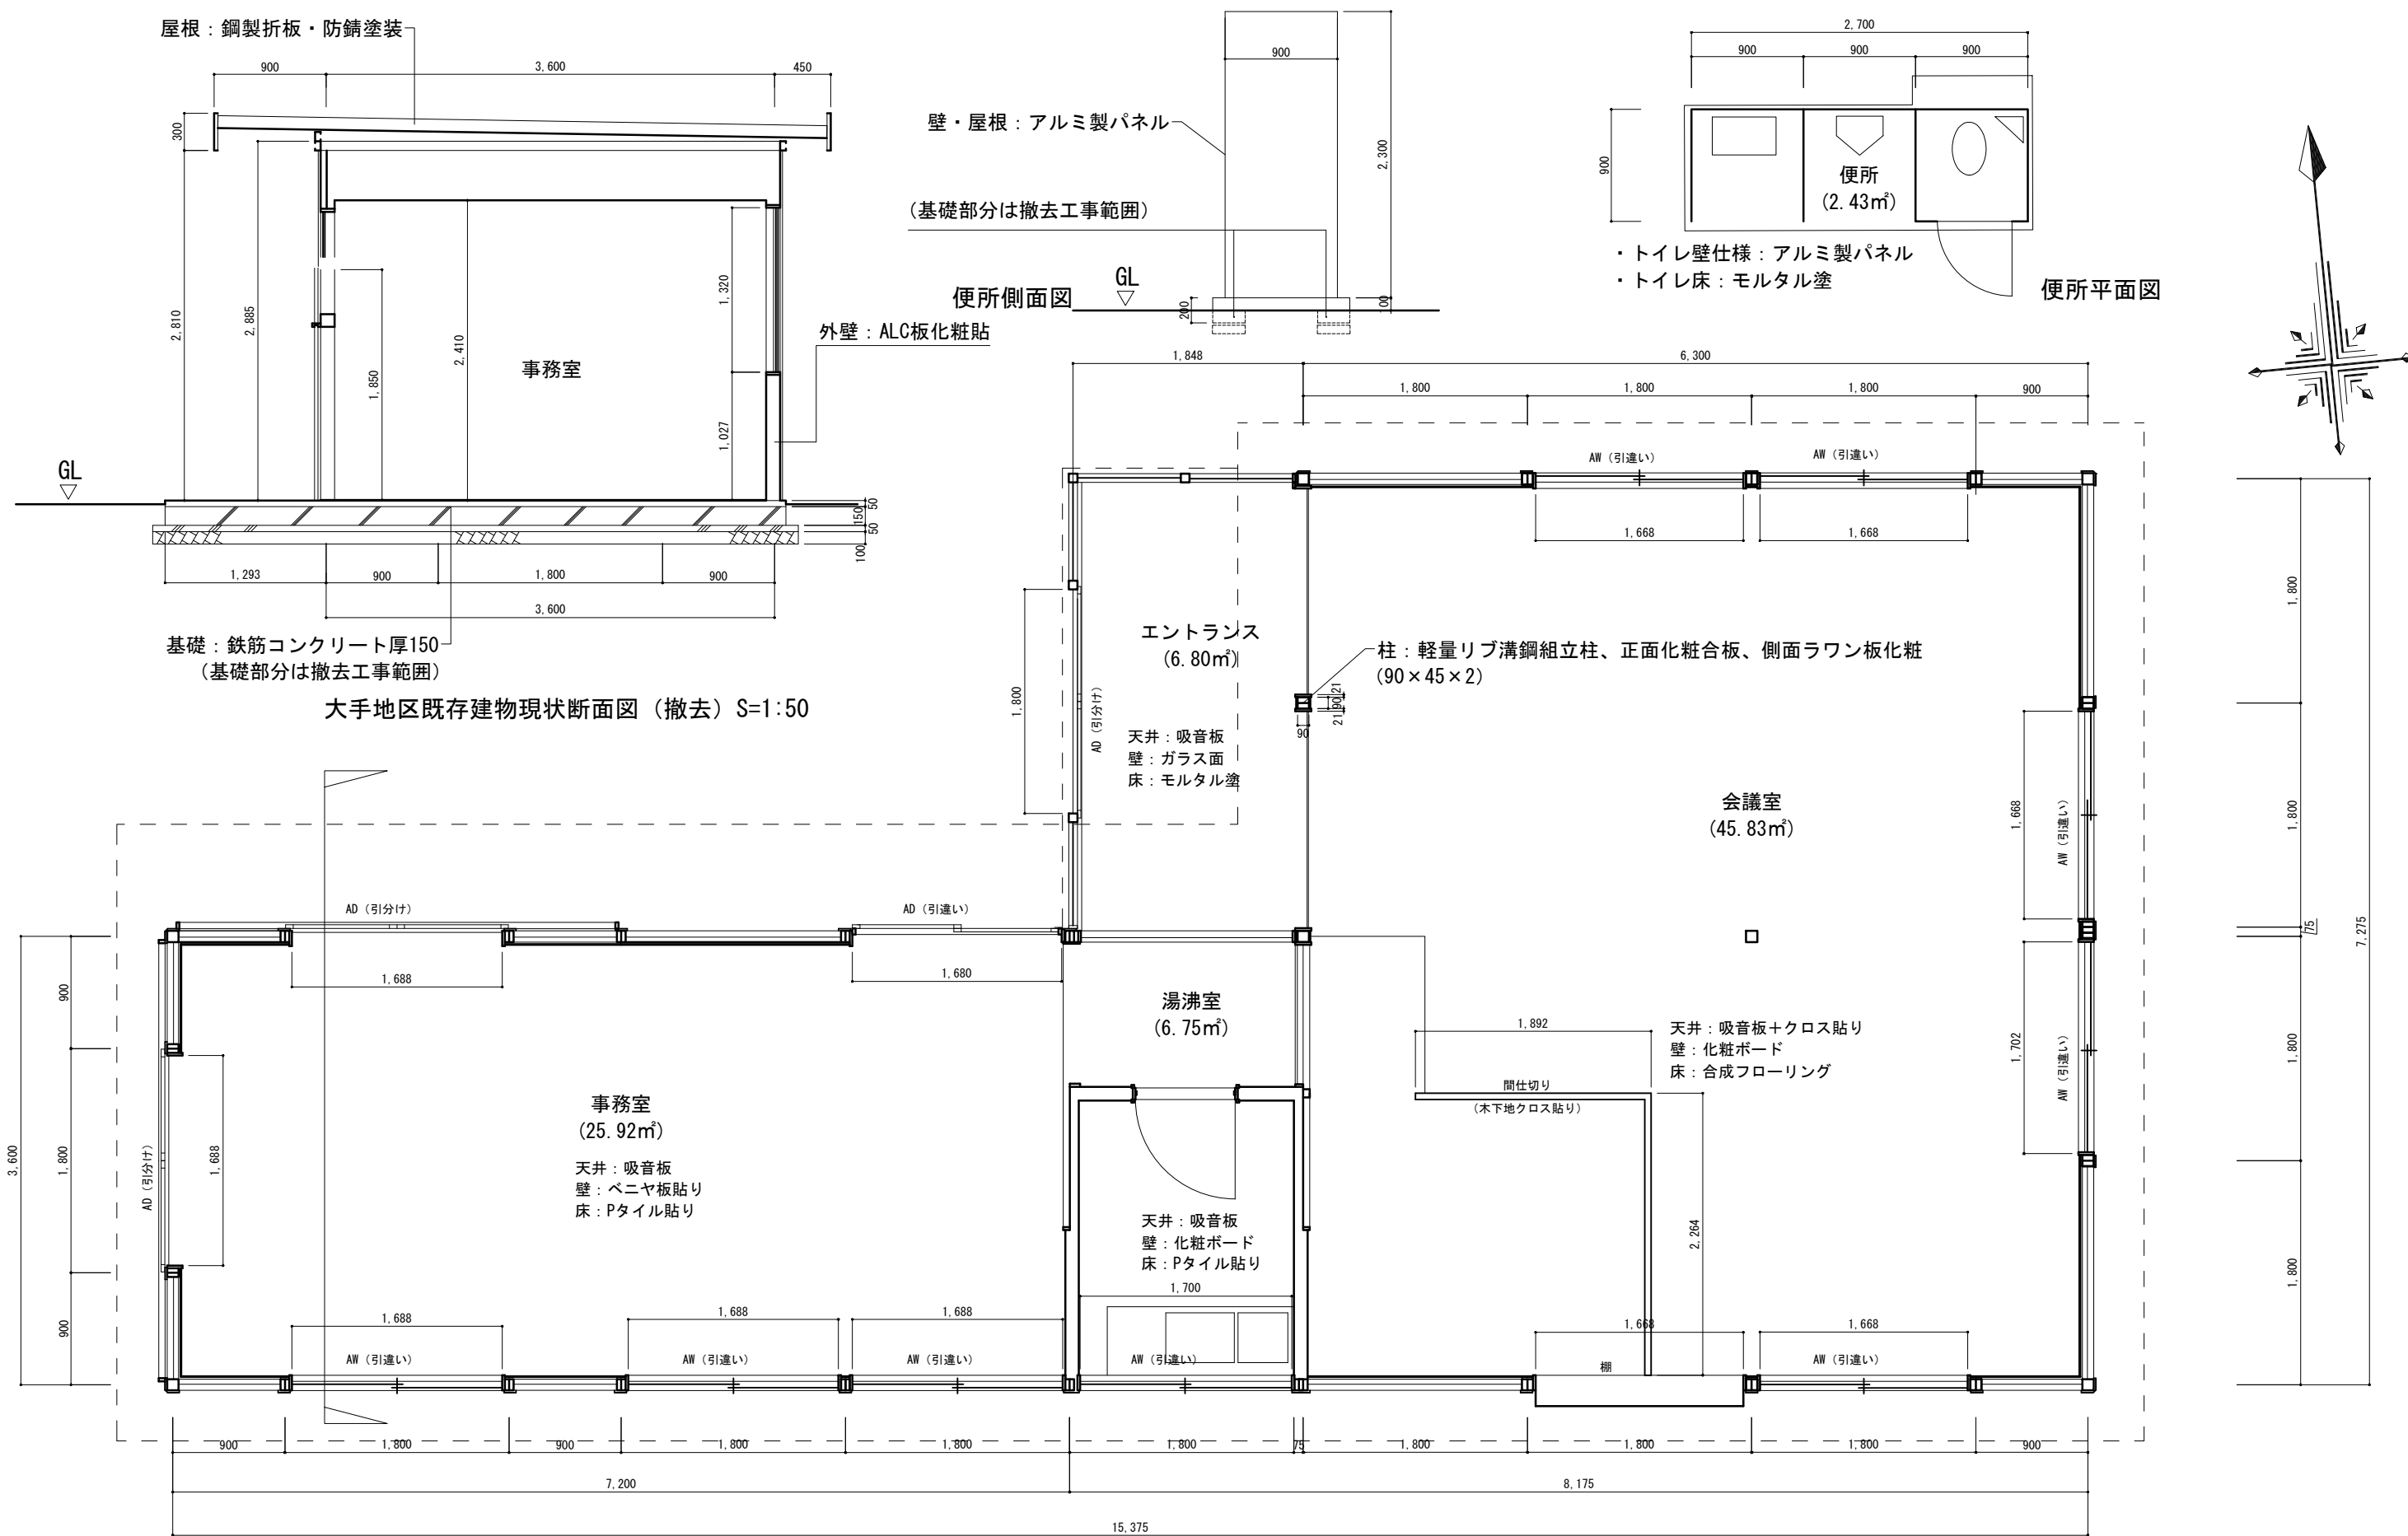 屋根：鋼製折板・防錆塗装
900
3,600
450
300
2,810
2,885
1,850
2,410
1,320
1,027
事務室
外壁：ALC板化粧貼
GL
50
150
50
100
1,293
900
1,800
900
3,600
基礎：鉄筋コンクリート厚150
（基礎部分は撤去工事範囲）
大手地区既存建物現状断面図（撤去）S=1:50
900
2,300
壁・屋根：アルミ製パネル
（基礎部分は撤去工事範囲）
GL
便所側面図
200
100
2,700
900
900
900
900
便所
(2.43㎡)
・トイレ壁仕様：アルミ製パネル
・トイレ床：モルタル塗
便所平面図
1,848
6,300
1,800
1,800
1,800
900
AW（引違い）
AW（引違い）
1,668
1,668
エントランス
(6.80㎡)
柱：軽量リブ溝鋼組立柱、正面化粧合板、側面ラワン板化粧
(90×45×2)
21
90
21
90
1,800
AD（引分け）
天井：吸音板
壁：ガラス面
床：モルタル塗
会議室
(45.83㎡)
1,668
AW（引違い）
1,800
1,800
75
7,275
1,800
1,800
AD（引分け）
AD（引違い）
1,688
1,680
湯沸室
(6.75㎡)
1,892
天井：吸音板＋クロス貼り
壁：化粧ボード
床：合成フローリング
1,702
AW（引違い）
間仕切り
（木下地クロス貼り）
2,264
900
3,600
1,800
900
AD（引分け）
1,688
事務室
(25.92㎡)
天井：吸音板
壁：ベニヤ板貼り
床：Pタイル貼り
天井：吸音板
壁：化粧ボード
床：Pタイル貼り
1,700
1,688
1,688
1,688
1,668
1,668
AW（引違い）
AW（引違い）
AW（引違い）
AW（引違い）
棚
AW（引違い）
900
1,800
900
1,800
1,800
1,800
75
1,800
1,800
1,800
900
7,200
8,175
15,375